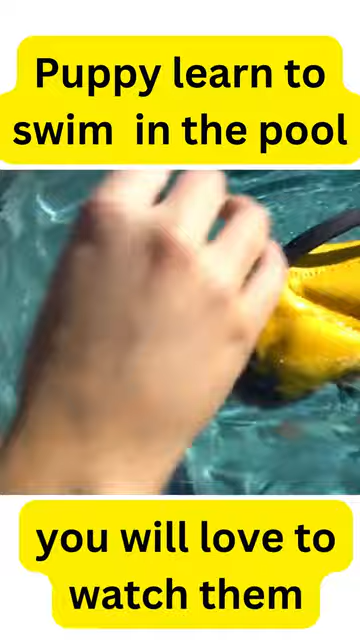 Puppy learn to
swim in the pool
you will love to
watch them